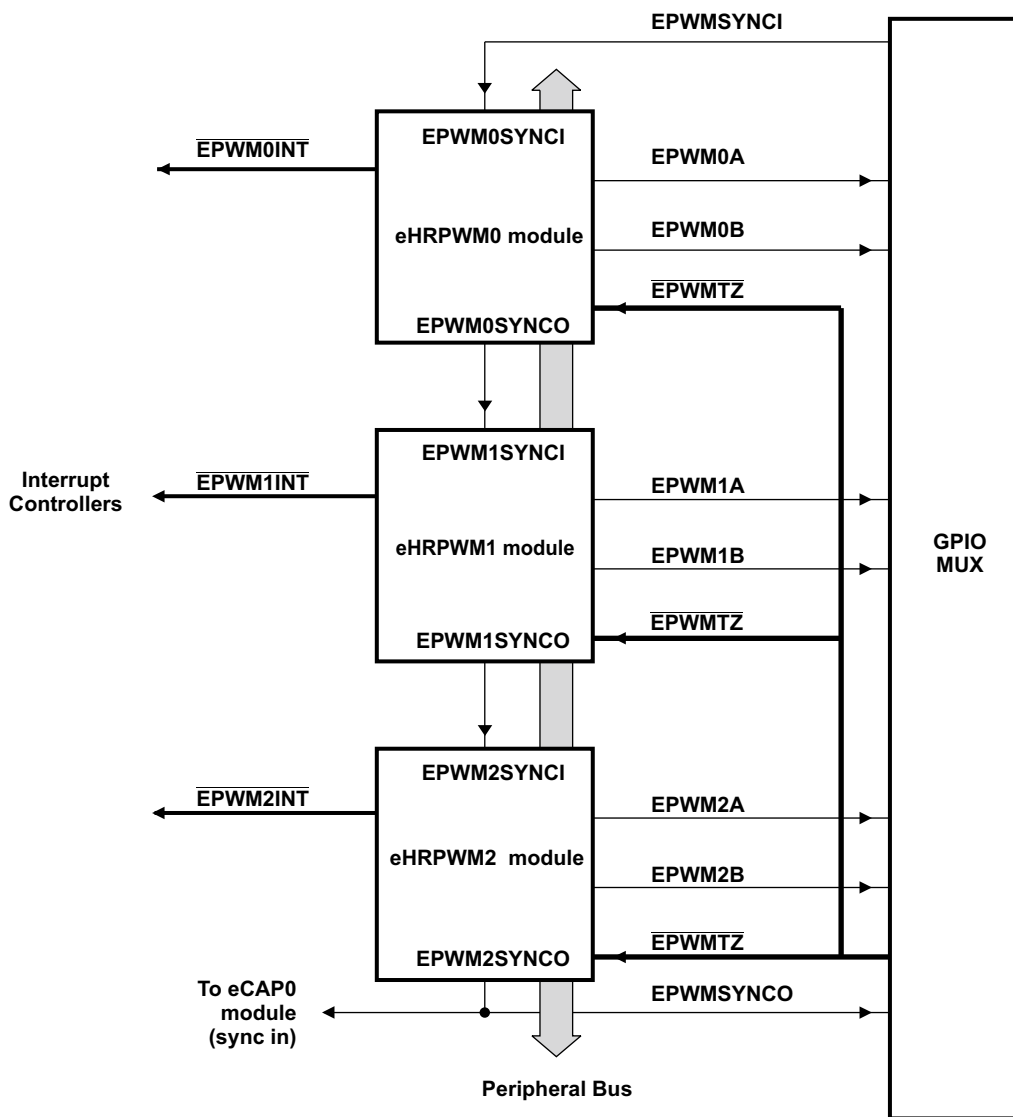 EPWMSYNCI
EPWM0SYNCI
EPWM0INT
EPWM0A
EPWM0B
eHRPWM0 module
EPWMTZ
EPWM0SYNCO
EPWM1SYNCI
Interrupt
Controllers
EPWM1INT
EPWM1A
eHRPWM1 module
EPWM1B
GPIO
MUX
EPWMTZ
EPWM1SYNCO
EPWM2SYNCI
EPWM2INT
EPWM2A
eHRPWM2 module
EPWM2B
EPWMTZ
EPWM2SYNCO
To eCAP0
module
(sync in)
EPWMSYNCO
Peripheral Bus